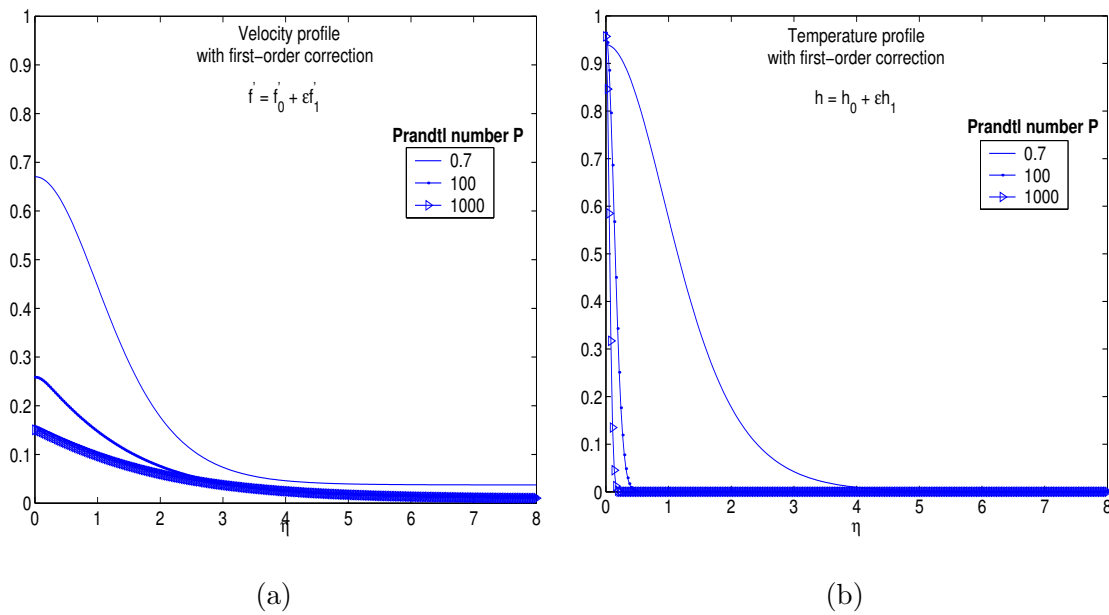 Velocity profile
with first−order correction
f' = f'0 + εf'1
Prandtl number P
0.7
100
1000
1
0.9
0.8
0.7
0.6
0.5
0.4
0.3
0.2
0.1
0
0 1 2 3 4 5 6 7 8
η
(a)
Temperature profile
with first−order correction
h = h0 + εh1
Prandtl number P
0.7
100
1000
1
0.9
0.8
0.7
0.6
0.5
0.4
0.3
0.2
0.1
0
0 1 2 3 4 5 6 7 8
η
(b)